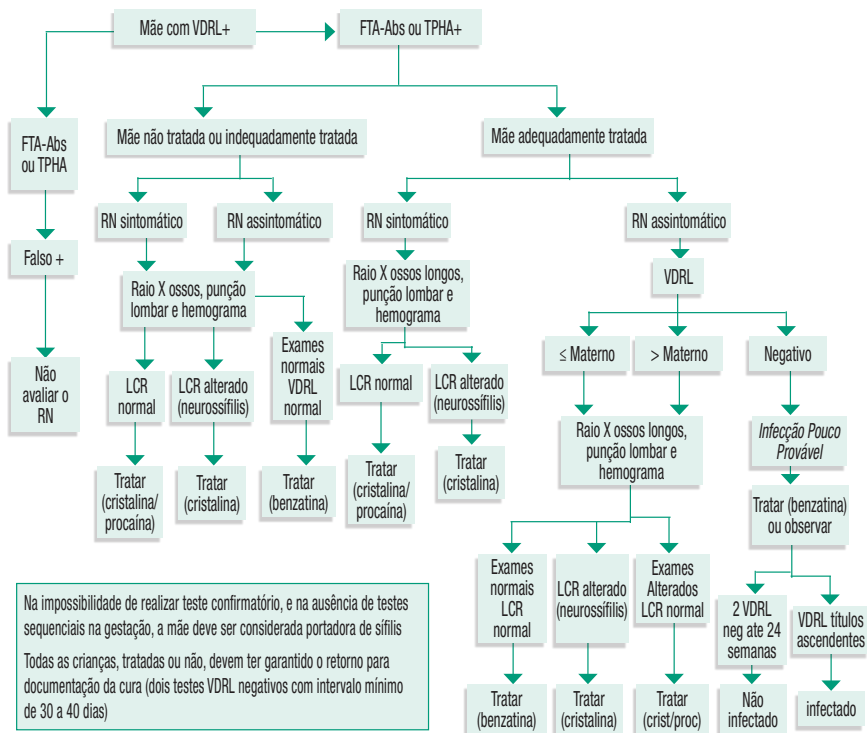 Mãe com VDRL+
FTA-Abs ou TPHA+
FTA-Abs
ou TPHA
Falso +
Não
avaliar o
RN
Mãe não tratada ou indequadamente tratada
RN sintomático
RN assintomático
Raio X ossos, punção
lombar e hemograma
LCR
normal
LCR alterado
(neurossífilis)
Exames
normais
VDRL
normal
Tratar
(cristalina/
procaína)
Tratar
(cristalina)
Tratar
(benzatina)
Mãe adequadamente tratada
RN sintomático
Raio X ossos longos,
punção lombar e
hemograma
LCR normal
LCR alterado
(neurossífilis)
Tratar
(cristalina/
procaína)
Tratar
(cristalina)
RN assintomático
VDRL
≤ Materno
> Materno
Negativo
Raio X ossos longos,
punção lombar e
hemograma
Infecção Pouco
Provável
Tratar (benzatina)
ou observar
Exames
normais
LCR
normal
LCR alterado
(neurossífilis)
Exames
Alterados
LCR normal
2 VDRL
neg ate 24
semanas
VDRL títulos
ascendentes
Tratar
(benzatina)
Tratar
(cristalina)
Tratar
(crist/proc)
Não
infectado
infectado
Na impossibilidade de realizar teste confirmatório, e na ausência de testes
sequenciais na gestação, a mãe deve ser considerada portadora de sífilis
Todas as crianças, tratadas ou não, devem ter garantido o retorno para
documentação da cura (dois testes VDRL negativos com intervalo mínimo
de 30 a 40 dias)